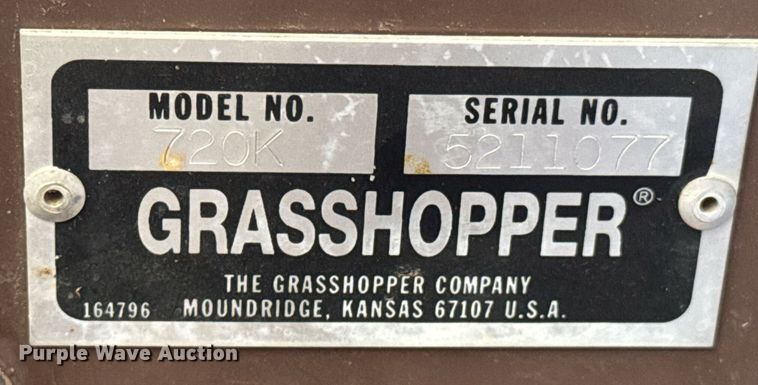 MODEL NO.
720K
SERIAL NO.
5211077
GRASSHOPPER®
THE GRASSHOPPER COMPANY
164796 MOUNDRIDGE, KANSAS 67107 U.S.A.
Purple Wave Auction